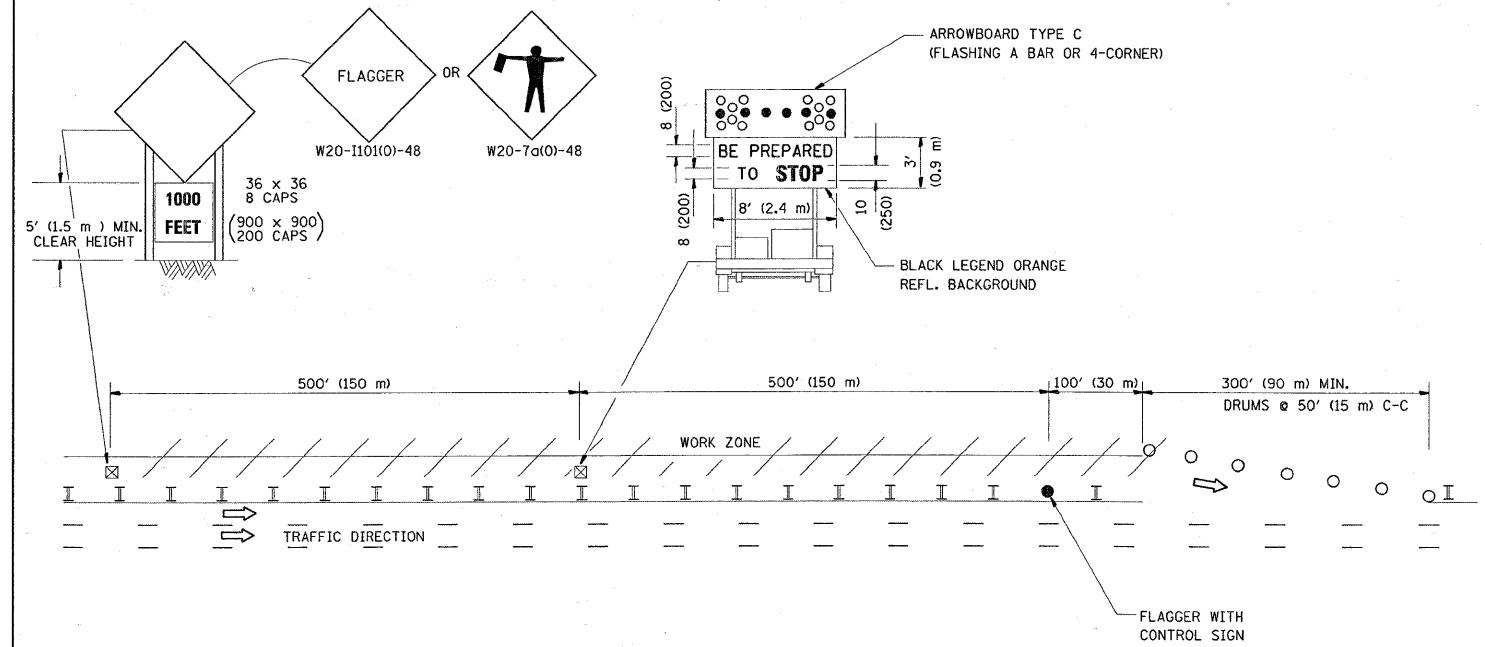 ARROWBOARD TYPE C
(FLASHING A BAR OR 4-CORNER)
FLAGGER
OR
W20-I101(O)-48
W20-7a(O)-48
8 (200)
BE PREPARED
TO STOP
3'
(0.9 m)
8 (200)
8' (2.4 m)
10
(250)
1000
FEET
36 x 36
8 CAPS
(900 x 900)
(200 CAPS)
5' (1.5 m ) MIN.
CLEAR HEIGHT
BLACK LEGEND ORANGE
REFL. BACKGROUND
500' (150 m)
500' (150 m)
100' (30 m)
300' (90 m) MIN.
DRUMS @ 50' (15 m) C-C
WORK ZONE
TRAFFIC DIRECTION
FLAGGER WITH
CONTROL SIGN